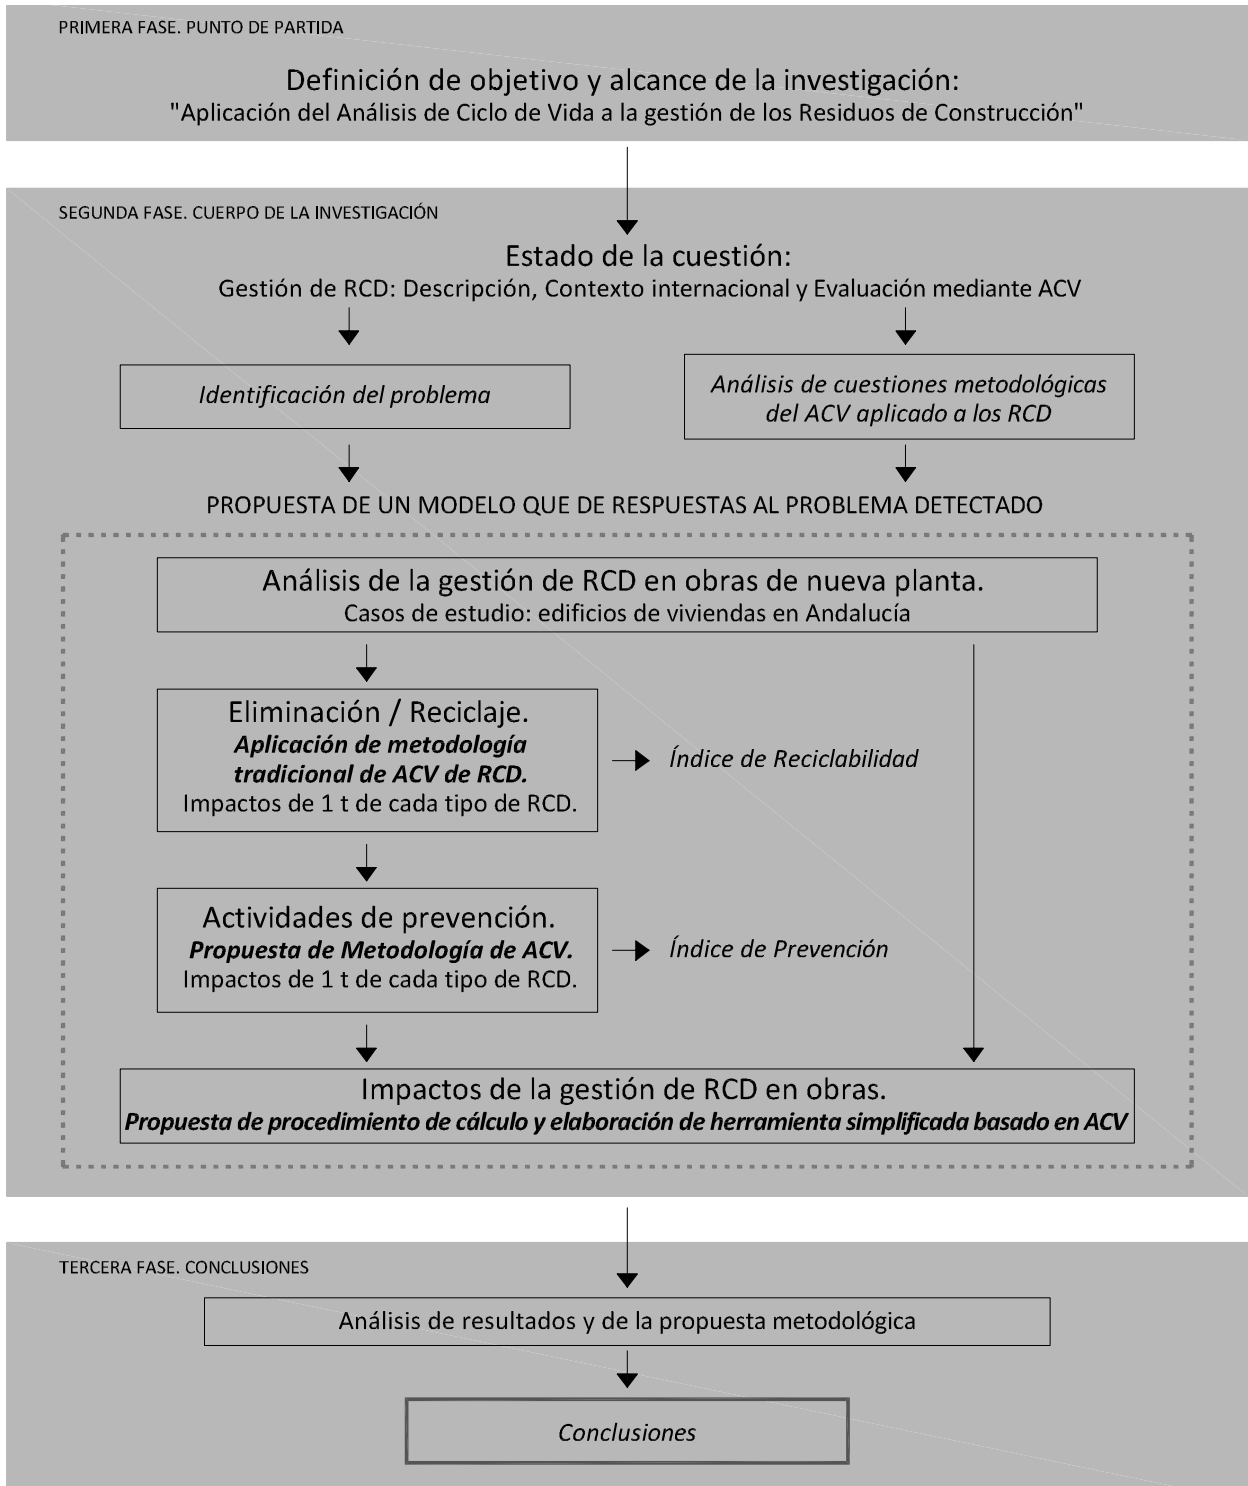 PRIMERA FASE. PUNTO DE PARTIDA
Definición de objetivo y alcance de la investigación:
"Aplicación del Análisis de Ciclo de Vida a la gestión de los Residuos de Construcción"
SEGUNDA FASE. CUERPO DE LA INVESTIGACIÓN
Estado de la cuestión:
Gestión de RCD: Descripción, Contexto internacional y Evaluación mediante ACV
Identificación del problema
Análisis de cuestiones metodológicas
del ACV aplicado a los RCD
PROPUESTA DE UN MODELO QUE DE RESPUESTAS AL PROBLEMA DETECTADO
Análisis de la gestión de RCD en obras de nueva planta.
Casos de estudio: edificios de viviendas en Andalucía
Eliminación / Reciclaje.
Aplicación de metodología
tradicional de ACV de RCD.
Impactos de 1 t de cada tipo de RCD.
Índice de Reciclabilidad
Actividades de prevención.
Propuesta de Metodología de ACV.
Impactos de 1 t de cada tipo de RCD.
Índice de Prevención
Impactos de la gestión de RCD en obras.
Propuesta de procedimiento de cálculo y elaboración de herramienta simplificada basado en ACV
TERCERA FASE. CONCLUSIONES
Análisis de resultados y de la propuesta metodológica
Conclusiones